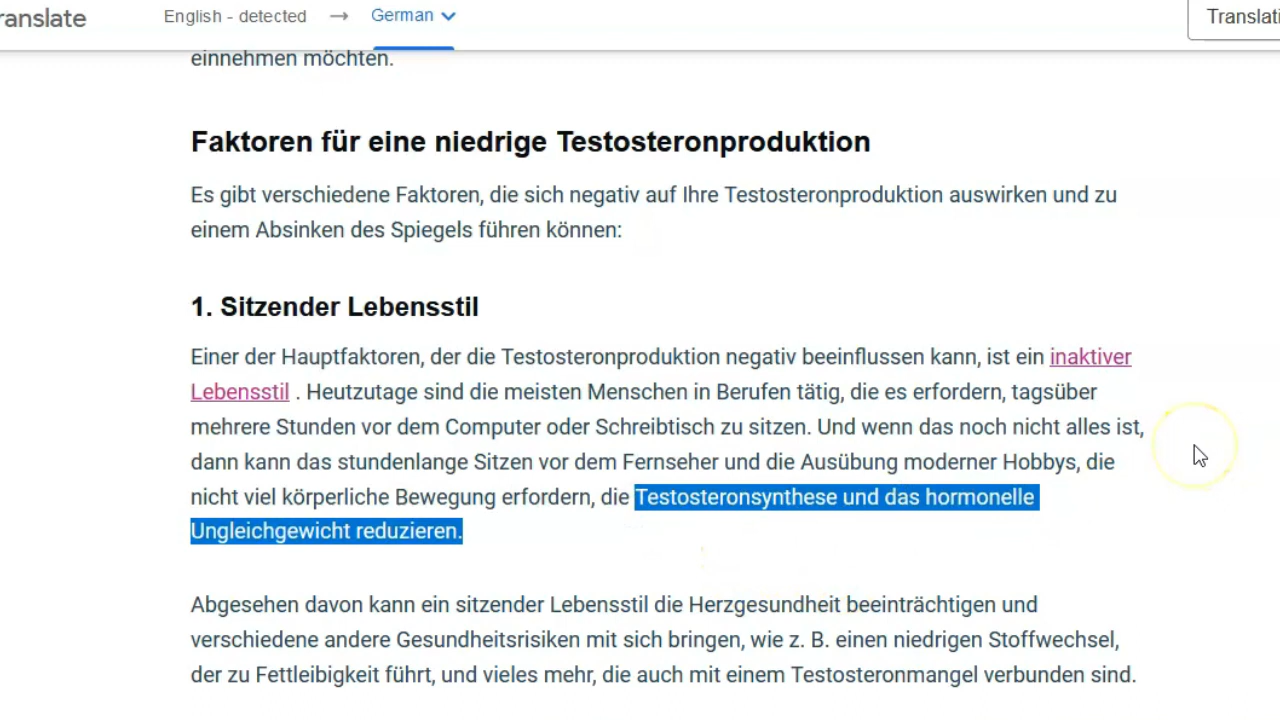 ranslate
English - detected → German
Translati
einnehmen möchten.
Faktoren für eine niedrige Testosteronproduktion
Es gibt verschiedene Faktoren, die sich negativ auf Ihre Testosteronproduktion auswirken und zu
einem Absinken des Spiegels führen können:
1. Sitzender Lebensstil
Einer der Hauptfaktoren, der die Testosteronproduktion negativ beeinflussen kann, ist ein inaktiver
Lebensstil . Heutzutage sind die meisten Menschen in Berufen tätig, die es erfordern, tagsüber
mehrere Stunden vor dem Computer oder Schreibtisch zu sitzen. Und wenn das noch nicht alles ist,
dann kann das stundenlange Sitzen vor dem Fernseher und die Ausübung moderner Hobbys, die
nicht viel körperliche Bewegung erfordern, die Testosteronsynthese und das hormonelle
Ungleichgewicht reduzieren.
Abgesehen davon kann ein sitzender Lebensstil die Herzgesundheit beeinträchtigen und
verschiedene andere Gesundheitsrisiken mit sich bringen, wie z. B. einen niedrigen Stoffwechsel,
der zu Fettleibigkeit führt, und vieles mehr, die auch mit einem Testosteronmangel verbunden sind.